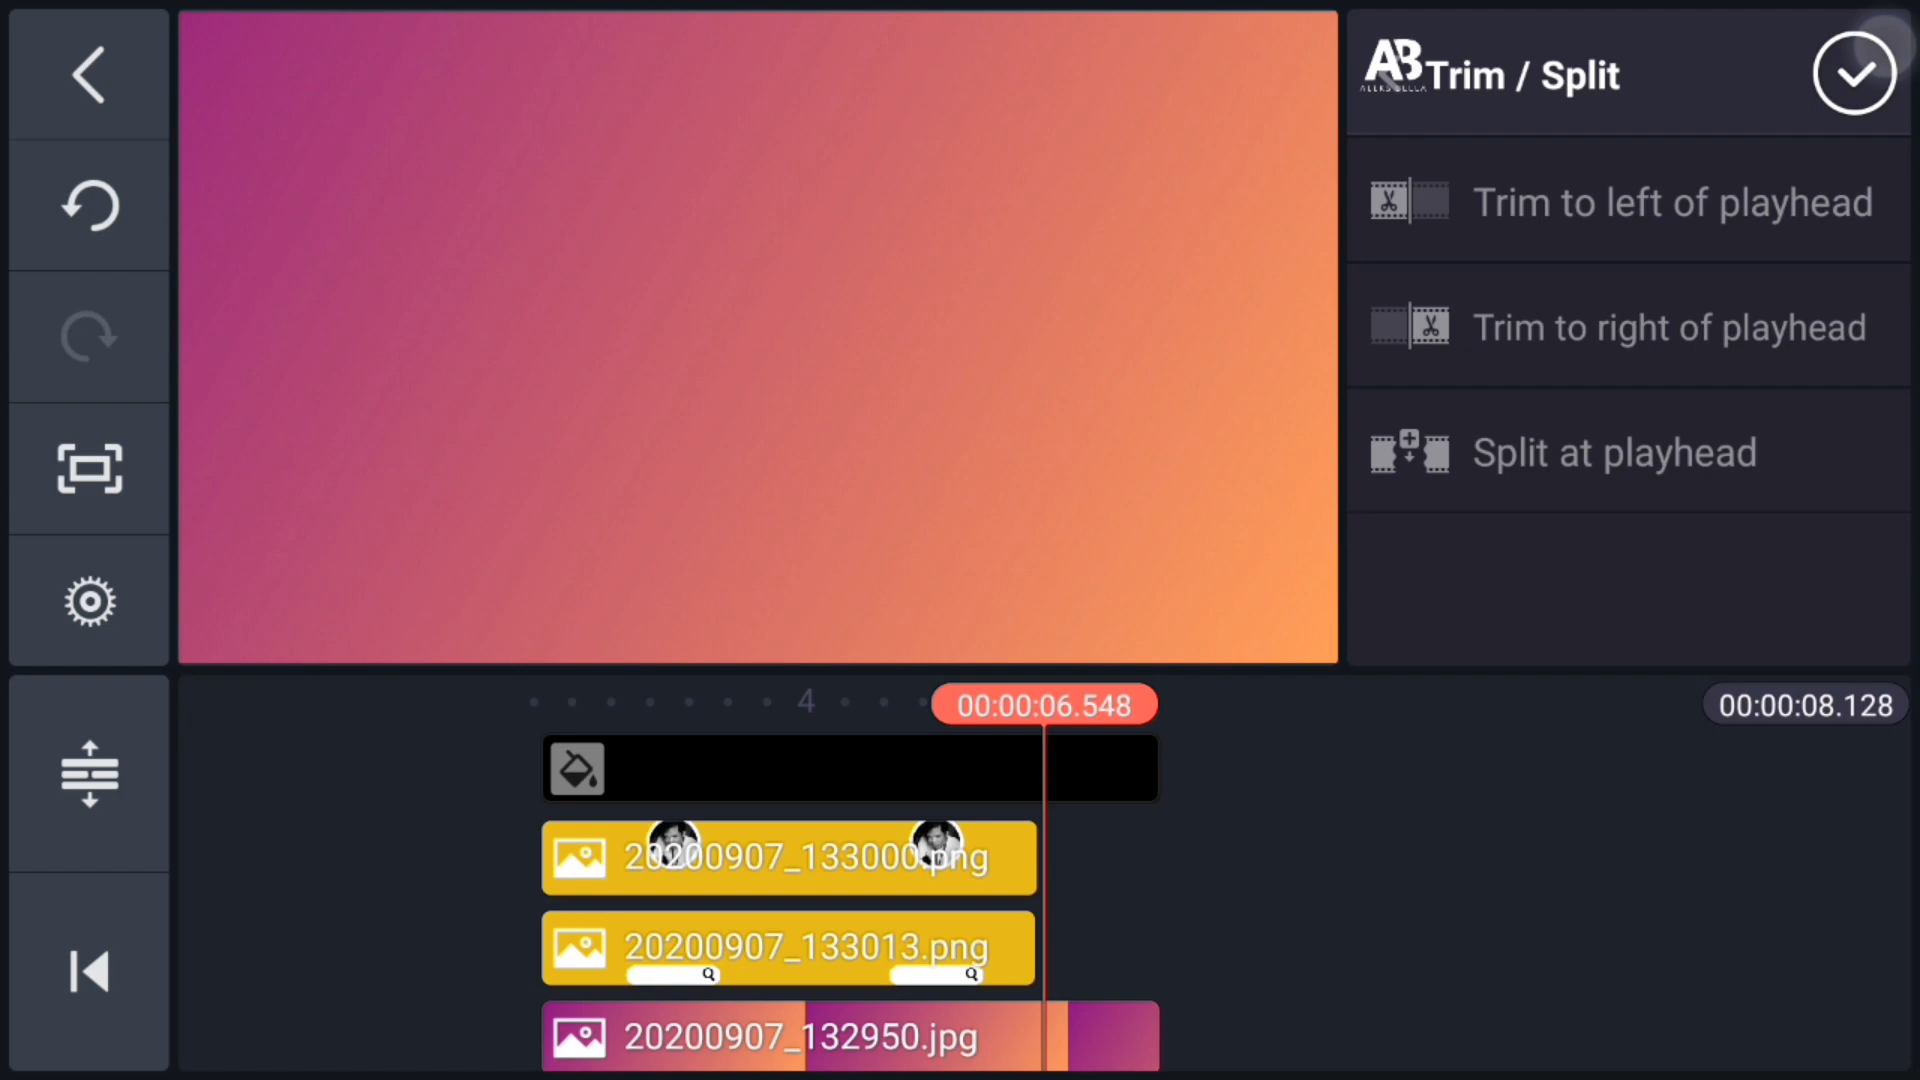 AB
Trim / Split
Trim to left of playhead
Trim to right of playhead
Split at playhead
4
00:00:06.548
00:00:08.128
20200907_133000.png
20200907_133013.png
20200907_132950.jpg